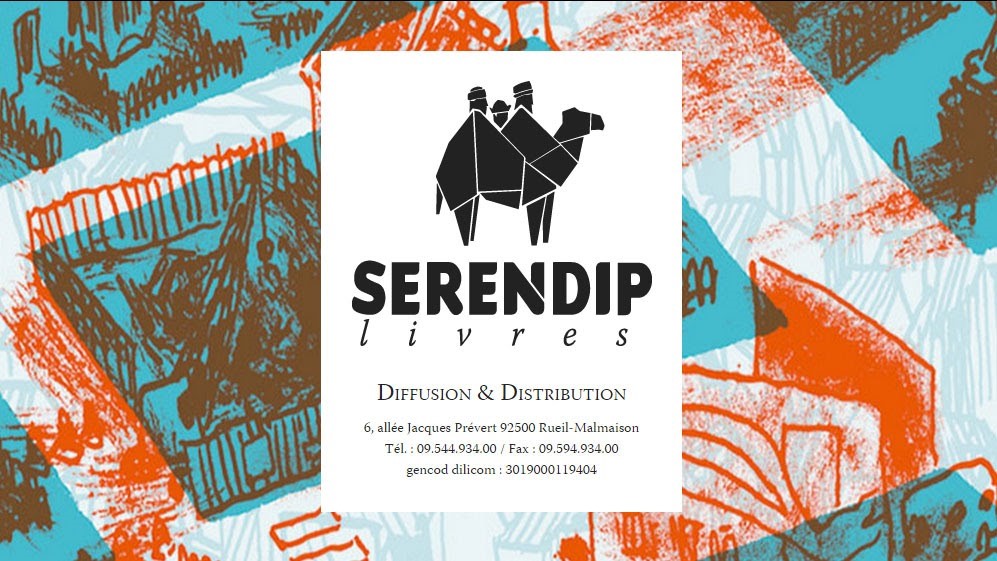 SERENDIP
livres
Diffusion & Distribution
6, allée Jacques Prévert 92500 Rueil-Malmaison
Tél. : 09.544.934.00 / Fax : 09.594.934.00
gencod dilicom : 3019000119404